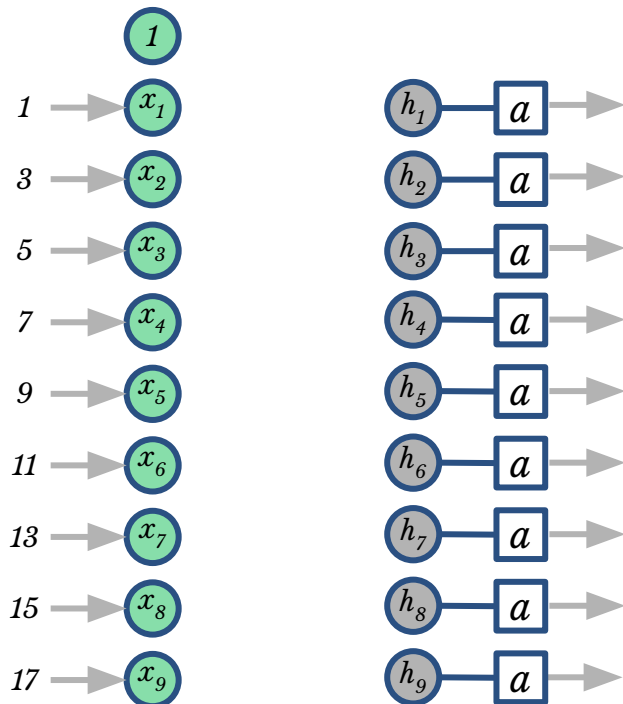 1
1 x₁ h₁ a
3 x₂ h₂ a
5 x₃ h₃ a
7 x₄ h₄ a
9 x₅ h₅ a
11 x₆ h₆ a
13 x₇ h₇ a
15 x₈ h₈ a
17 x₉ h₉ a